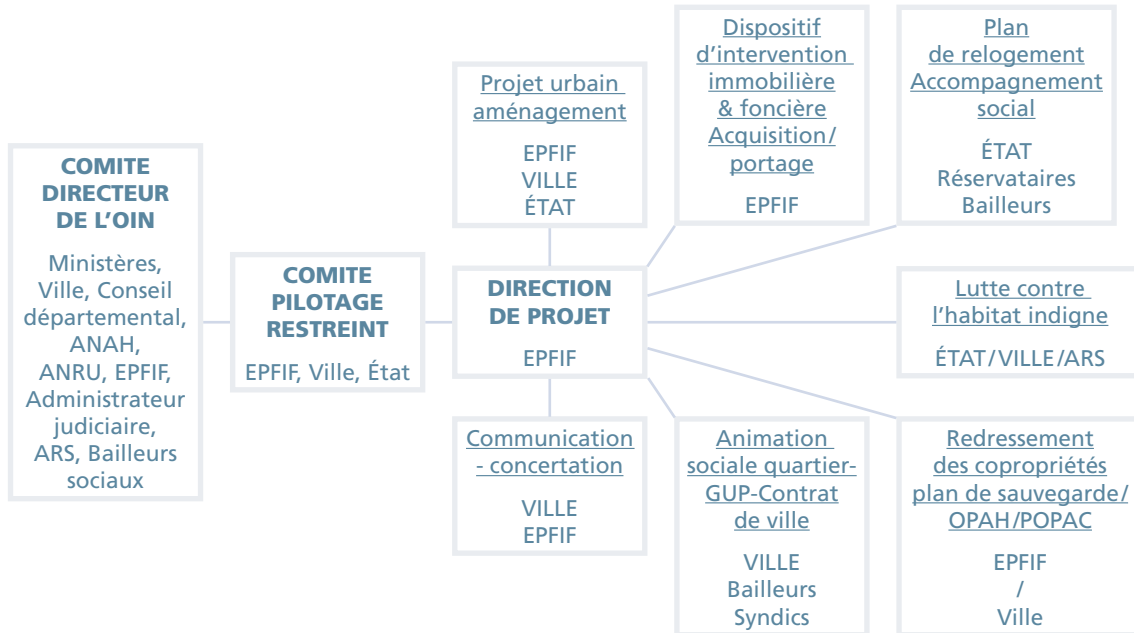 COMITE
DIRECTEUR
DE L’OIN
Ministères,
Ville, Conseil
départemental,
ANAH,
ANRU, EPFIF,
Administrateur
judiciaire,
ARS, Bailleurs
sociaux
COMITE
PILOTAGE
RESTREINT
EPFIF, Ville, État
Projet urbain
aménagement
EPFIF
VILLE
ÉTAT
DIRECTION
DE PROJET
EPFIF
Communication
- concertation
VILLE
EPFIF
Dispositif
d’intervention
immobilière
& foncière
Acquisition/
portage
EPFIF
Animation
sociale quartier-
GUP-Contrat
de ville
VILLE
Bailleurs
Syndics
Plan
de relogement
Accompagnement
social
ÉTAT
Réservataires
Bailleurs
Lutte contre
l’habitat indigne
ÉTAT/VILLE/ARS
Redressement
des copropriétés
plan de sauvegarde/
OPAH/POPAC
EPFIF
/
Ville